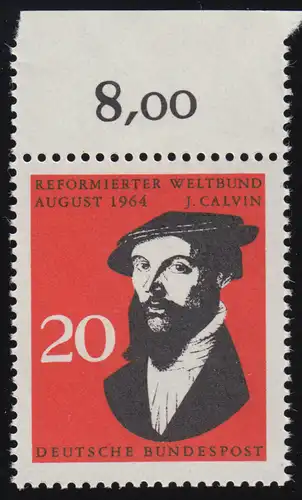 8,00
REFORMIERTER WELTBUND
AUGUST 1964 J. CALVIN
20
DEUTSCHE BUNDESPOST